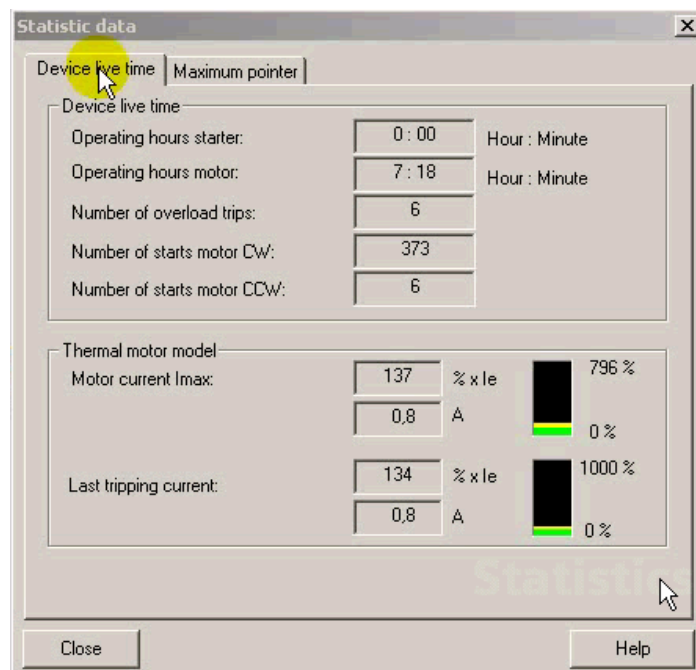 Statistic data
Device live time Maximum pointer
Device live time
Operating hours starter: 0 : 00 Hour : Minute
Operating hours motor: 7 : 18 Hour : Minute
Number of overload trips: 6
Number of starts motor CW: 373
Number of starts motor CCW: 6
Thermal motor model
Motor current Imax: 137 % x Ie 796 %
0,8 A
0 %
Last tripping current: 134 % x Ie 1000 %
0,8 A
0 %
Statistics
Close Help